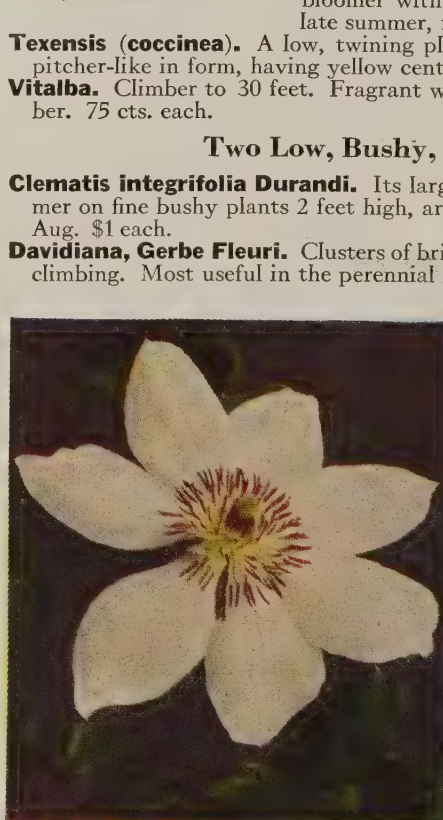 bloomer with
late summer,
Texensis (coccinea). A low, twining pl
pitcher-like in form, having yellow cent
Vitalba. Climber to 30 feet. Fragrant w
ber. 75 cts. each.
Two Low, Bushy,
Clematis integrifolia Durandi. Its larg
mer on fine bushy plants 2 feet high, ar
Aug. $1 each.
Davidiana, Gerbe Fleuri. Clusters of bri
climbing. Most useful in the perennial